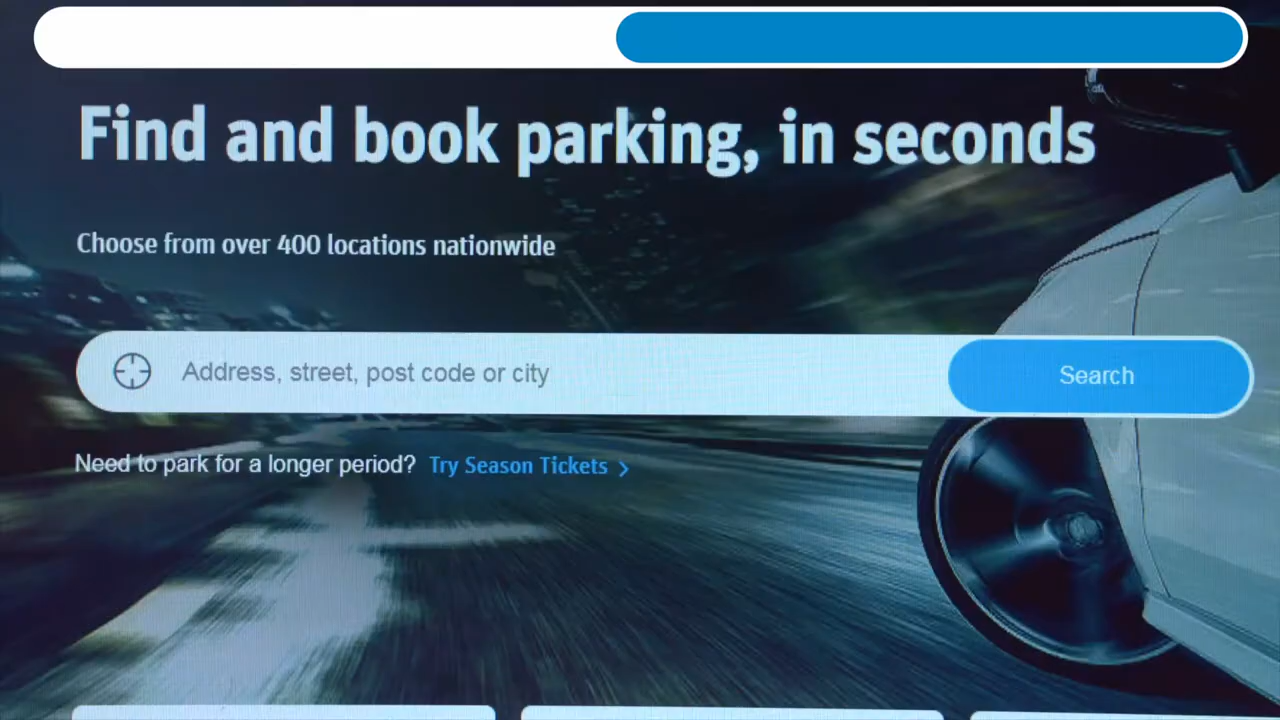 Find and book parking, in seconds
Choose from over 400 locations nationwide
Address, street, post code or city
Search
Need to park for a longer period? Try Season Tickets >